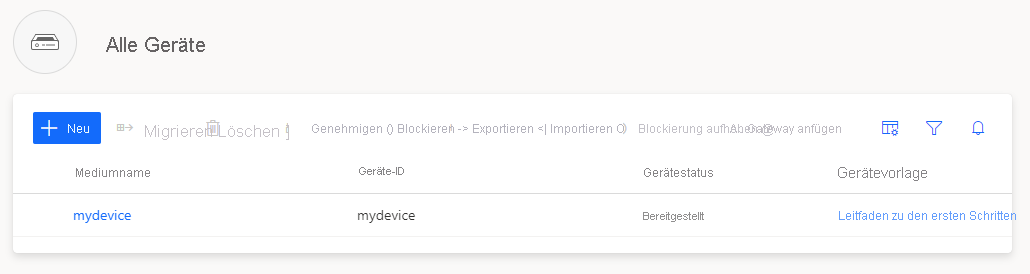 Alle Geräte
Neu Migrieren Löschen Genehmigen () Blockieren -> Exportieren <| Importieren O Blockierung Gateway anfügen
Mediumname Geräte-ID Gerätestatus Gerätevorlage
mydevice mydevice Bereitgestellt Leitfaden zu den ersten Schritten